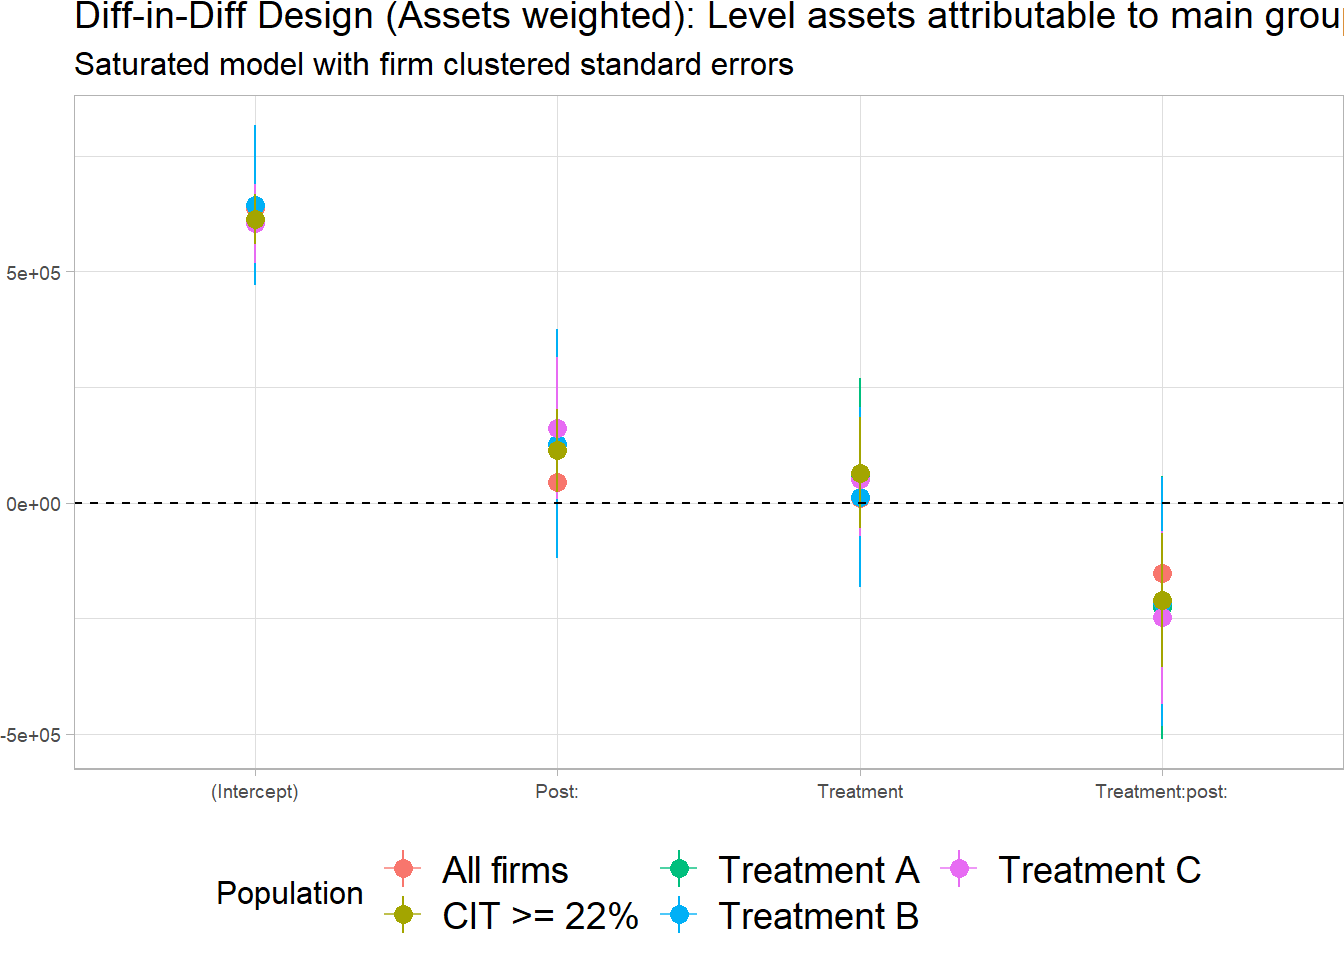 Diff-in-Diff Design (Assets weighted): Level assets attributable to main grou
Saturated model with firm clustered standard errors
5e+05
0e+00
-5e+05
(Intercept) Post: Treatment Treatment:post:
Population
All firms Treatment A Treatment C
CIT >= 22% Treatment B